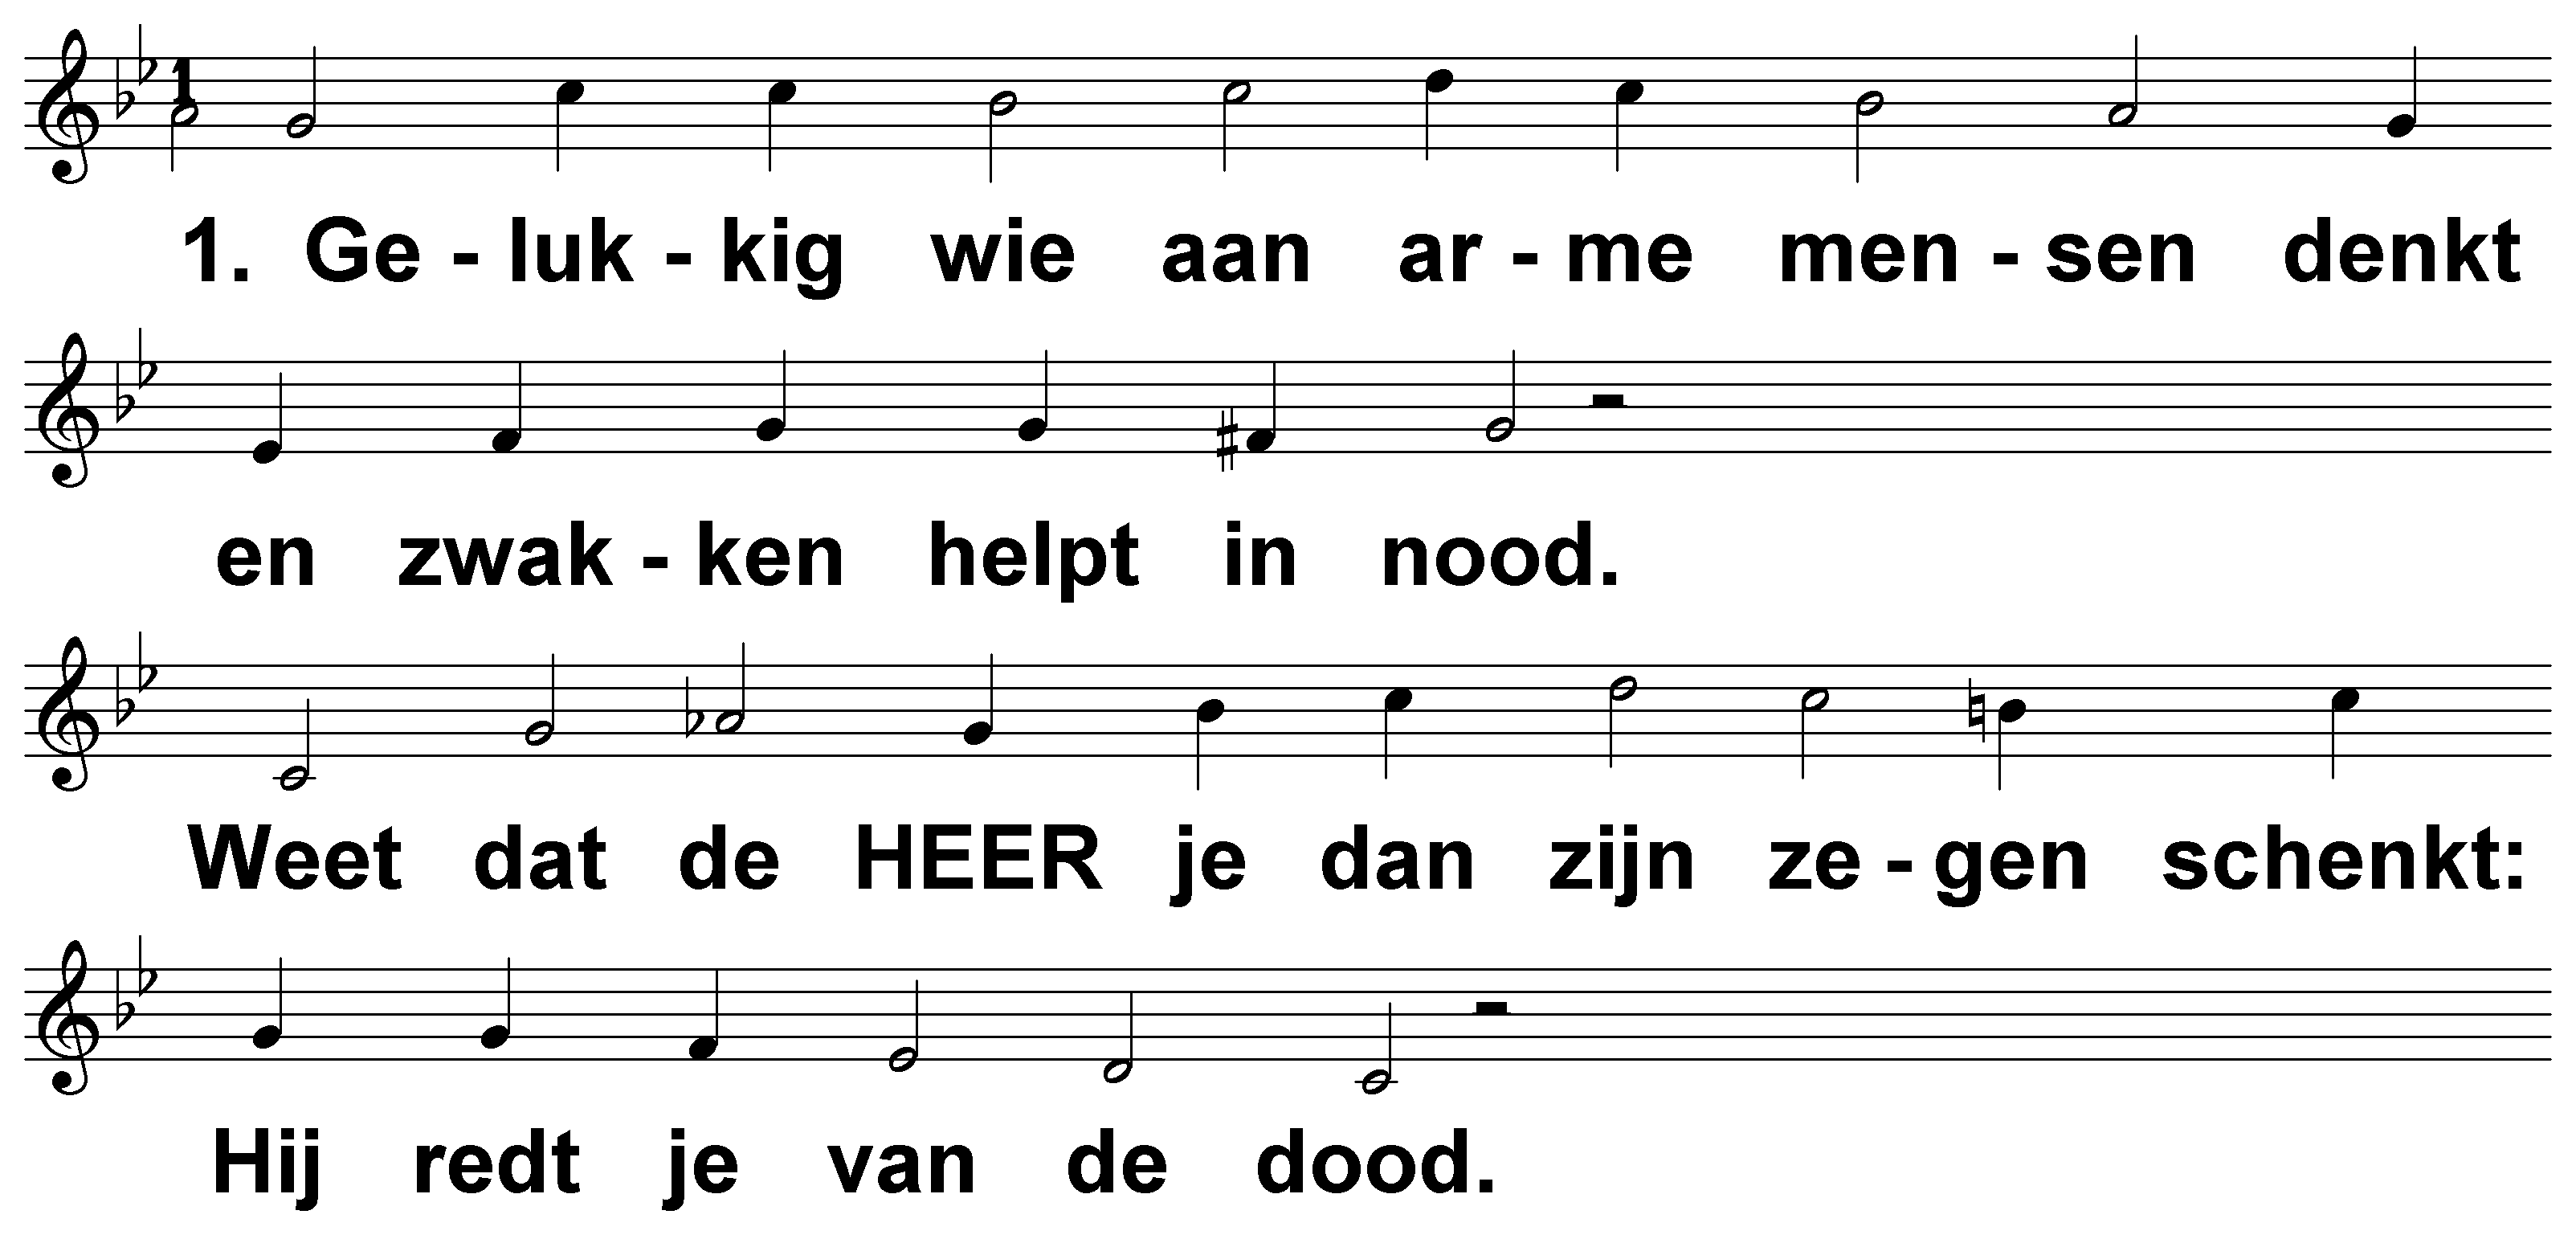 1
1. Ge - luk - kig wie aan ar - me men - sen denkt
en zwak - ken helpt in nood.
Weet dat de HEER je dan zijn ze - gen schenkt:
Hij redt je van de dood.